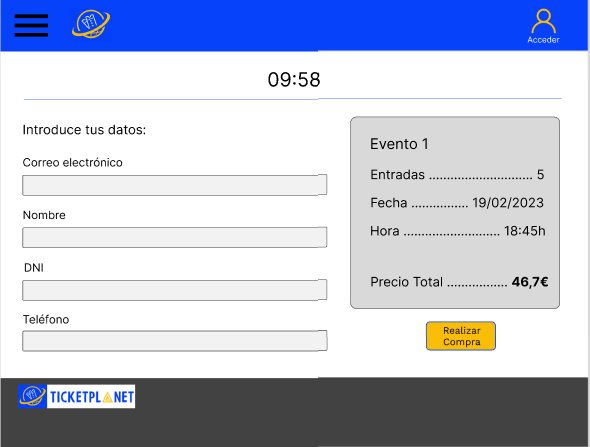 Acceder
09:58
Introduce tus datos:
Correo electrónico
Nombre
DNI
Teléfono
Evento 1
Entradas ............................ 5
Fecha ............... 19/02/2023
Hora .......................... 18:45h
Precio Total ................. 46,7€
Realizar
Compra
TICKETPLANET